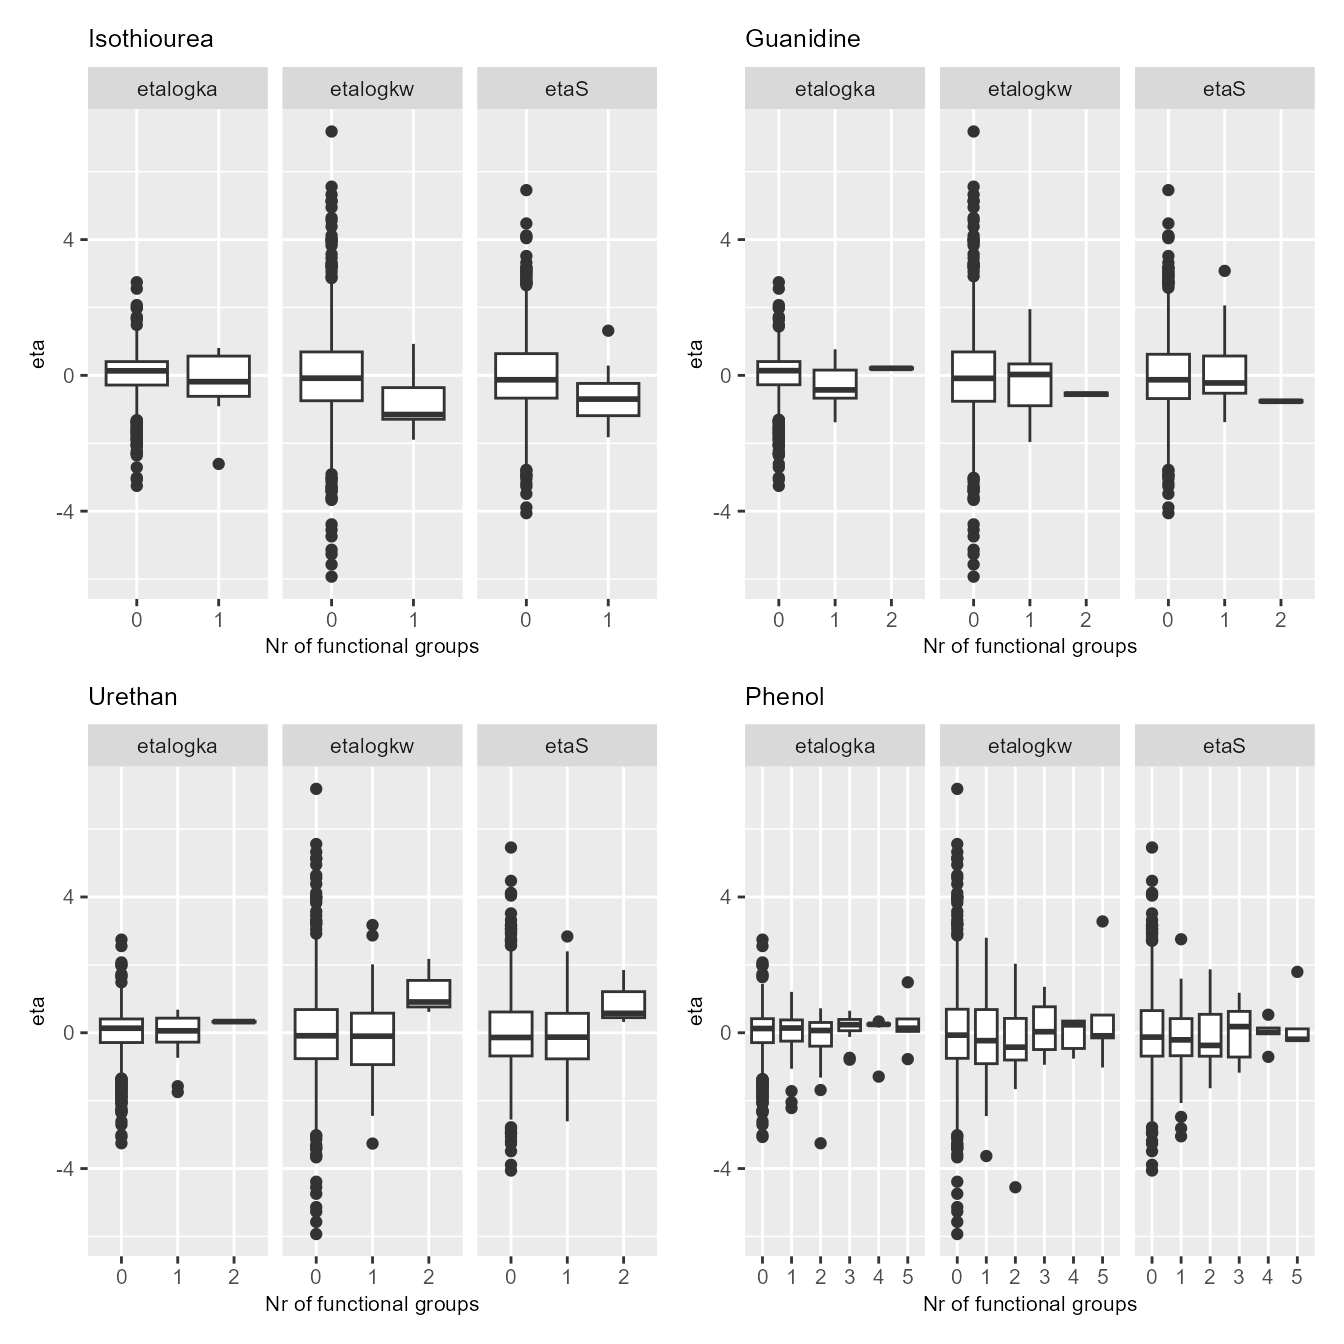 Isothiourea
etalogka etalogkw etaS
4
0
-4
eta
0 1 0 1 0 1
Nr of functional groups
Guanidine
etalogka etalogkw etaS
4
0
-4
eta
0 1 2 0 1 2 0 1 2
Nr of functional groups
Urethan
etalogka etalogkw etaS
4
0
-4
eta
0 1 2 0 1 2 0 1 2
Nr of functional groups
Phenol
etalogka etalogkw etaS
4
0
-4
eta
0 1 2 3 4 5 0 1 2 3 4 5 0 1 2 3 4 5
Nr of functional groups